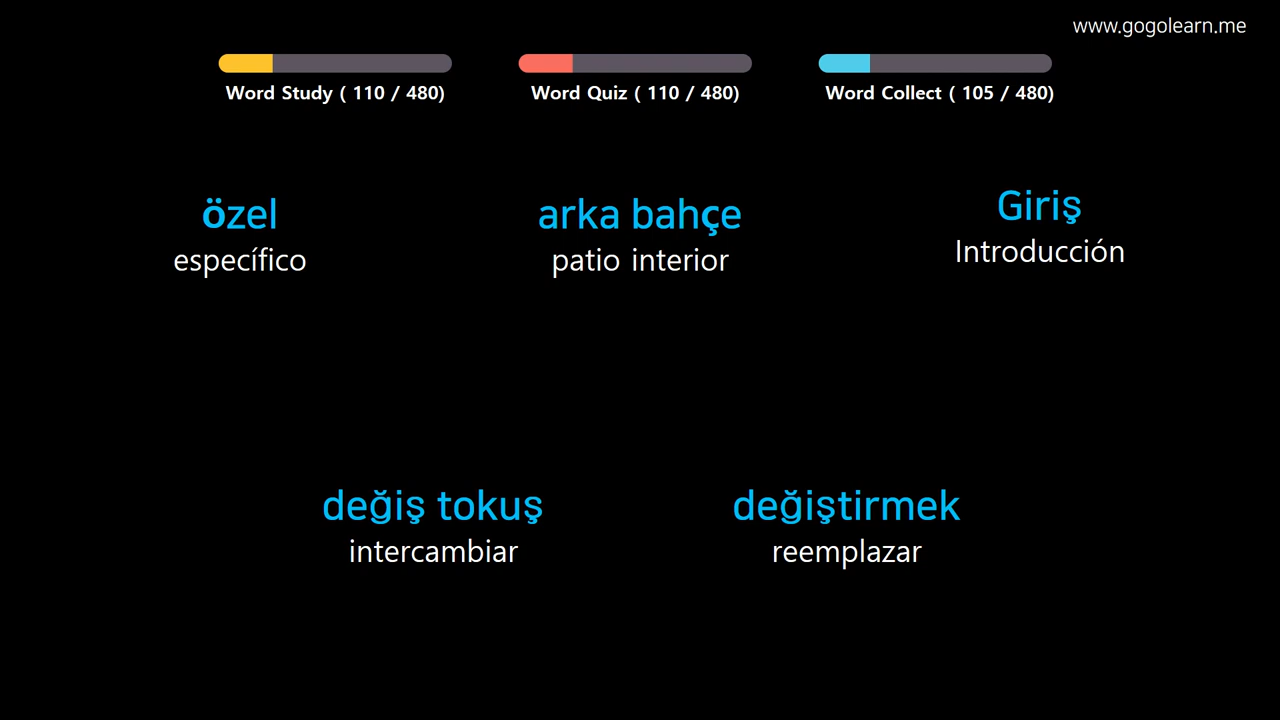 www.gogolearn.me
Word Study ( 110 / 480)
Word Quiz ( 110 / 480)
Word Collect ( 105 / 480)
özel
específico
arka bahçe
patio interior
Giriş
Introducción
değiş tokuş
intercambiar
değiştirmek
reemplazar